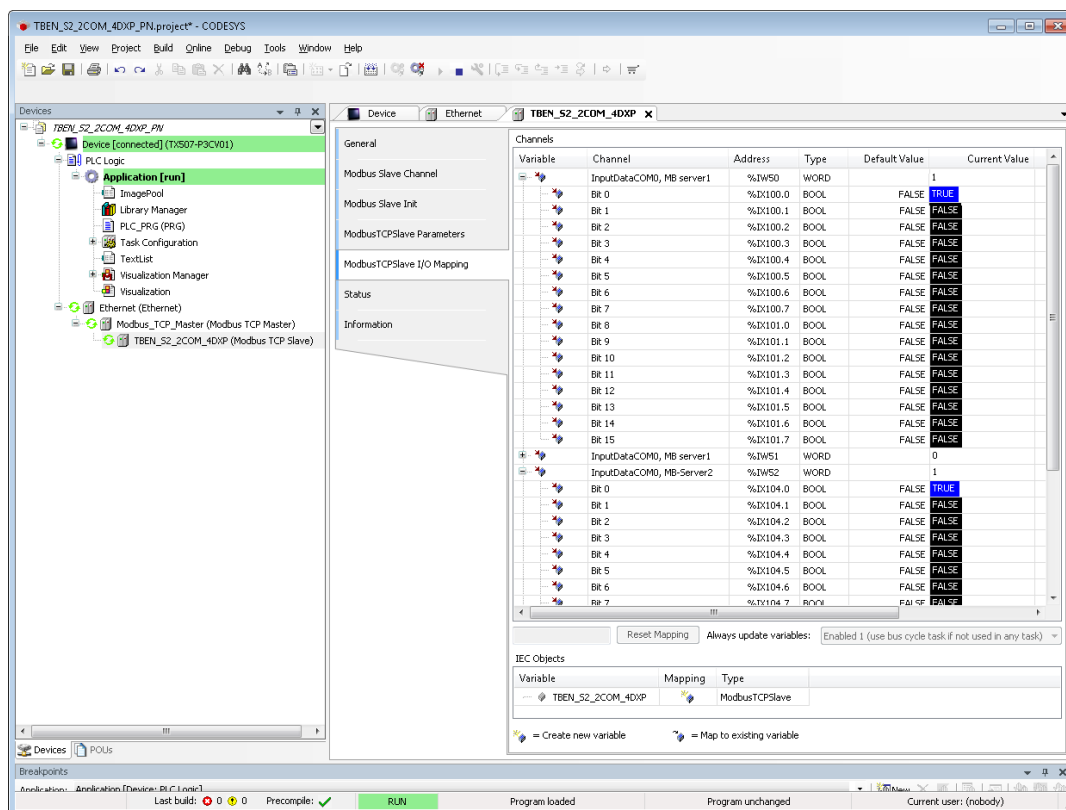 TBEN_S2_2COM_4DXP_PN.project* - CODESYS
File Edit View Project Build Online Debug Tools Window Help
Devices
TBEN_S2_2COM_4DXP_PN
Device [connected] (TX507-P3CV01)
PLC Logic
Application [run]
ImagePool
Library Manager
PLC_PRG (PRG)
Task Configuration
TextList
Visualization Manager
Visualization
Ethernet (Ethernet)
Modbus_TCP_Master (Modbus TCP Master)
TBEN_S2_2COM_4DXP (Modbus TCP Slave)
Devices POUs
Device Ethernet TBEN_S2_2COM_4DXP
General
Modbus Slave Channel
Modbus Slave Init
ModbusTCPSlave Parameters
ModbusTCPSlave I/O Mapping
Status
Information
Channels
Variable Channel Address Type Default Value Current Value
InputDataCOM0, MB server1 %IW50 WORD 1
Bit 0 %IX100.0 BOOL FALSE TRUE
Bit 1 %IX100.1 BOOL FALSE FALSE
Bit 2 %IX100.2 BOOL FALSE FALSE
Bit 3 %IX100.3 BOOL FALSE FALSE
Bit 4 %IX100.4 BOOL FALSE FALSE
Bit 5 %IX100.5 BOOL FALSE FALSE
Bit 6 %IX100.6 BOOL FALSE FALSE
Bit 7 %IX100.7 BOOL FALSE FALSE
Bit 8 %IX101.0 BOOL FALSE FALSE
Bit 9 %IX101.1 BOOL FALSE FALSE
Bit 10 %IX101.2 BOOL FALSE FALSE
Bit 11 %IX101.3 BOOL FALSE FALSE
Bit 12 %IX101.4 BOOL FALSE FALSE
Bit 13 %IX101.5 BOOL FALSE FALSE
Bit 14 %IX101.6 BOOL FALSE FALSE
Bit 15 %IX101.7 BOOL FALSE FALSE
InputDataCOM0, MB server1 %IW51 WORD 0
InputDataCOM0, MB-Server2 %IW52 WORD 1
Bit 0 %IX104.0 BOOL FALSE TRUE
Bit 1 %IX104.1 BOOL FALSE FALSE
Bit 2 %IX104.2 BOOL FALSE FALSE
Bit 3 %IX104.3 BOOL FALSE FALSE
Bit 4 %IX104.4 BOOL FALSE FALSE
Bit 5 %IX104.5 BOOL FALSE FALSE
Bit 6 %IX104.6 BOOL FALSE FALSE
Bit 7 %IX104.7 BOOL FALSE FALSE
Reset Mapping Always update variables: Enabled 1 (use bus cycle task if not used in any task)
IEC Objects
Variable Mapping Type
TBEN_S2_2COM_4DXP ModbusTCPSlave
= Create new variable = Map to existing variable
Breakpoints
Application: Application [Device: PLC Logic] New
Last build: 0 0 Precompile: RUN Program loaded Program unchanged Current user: (nobody)